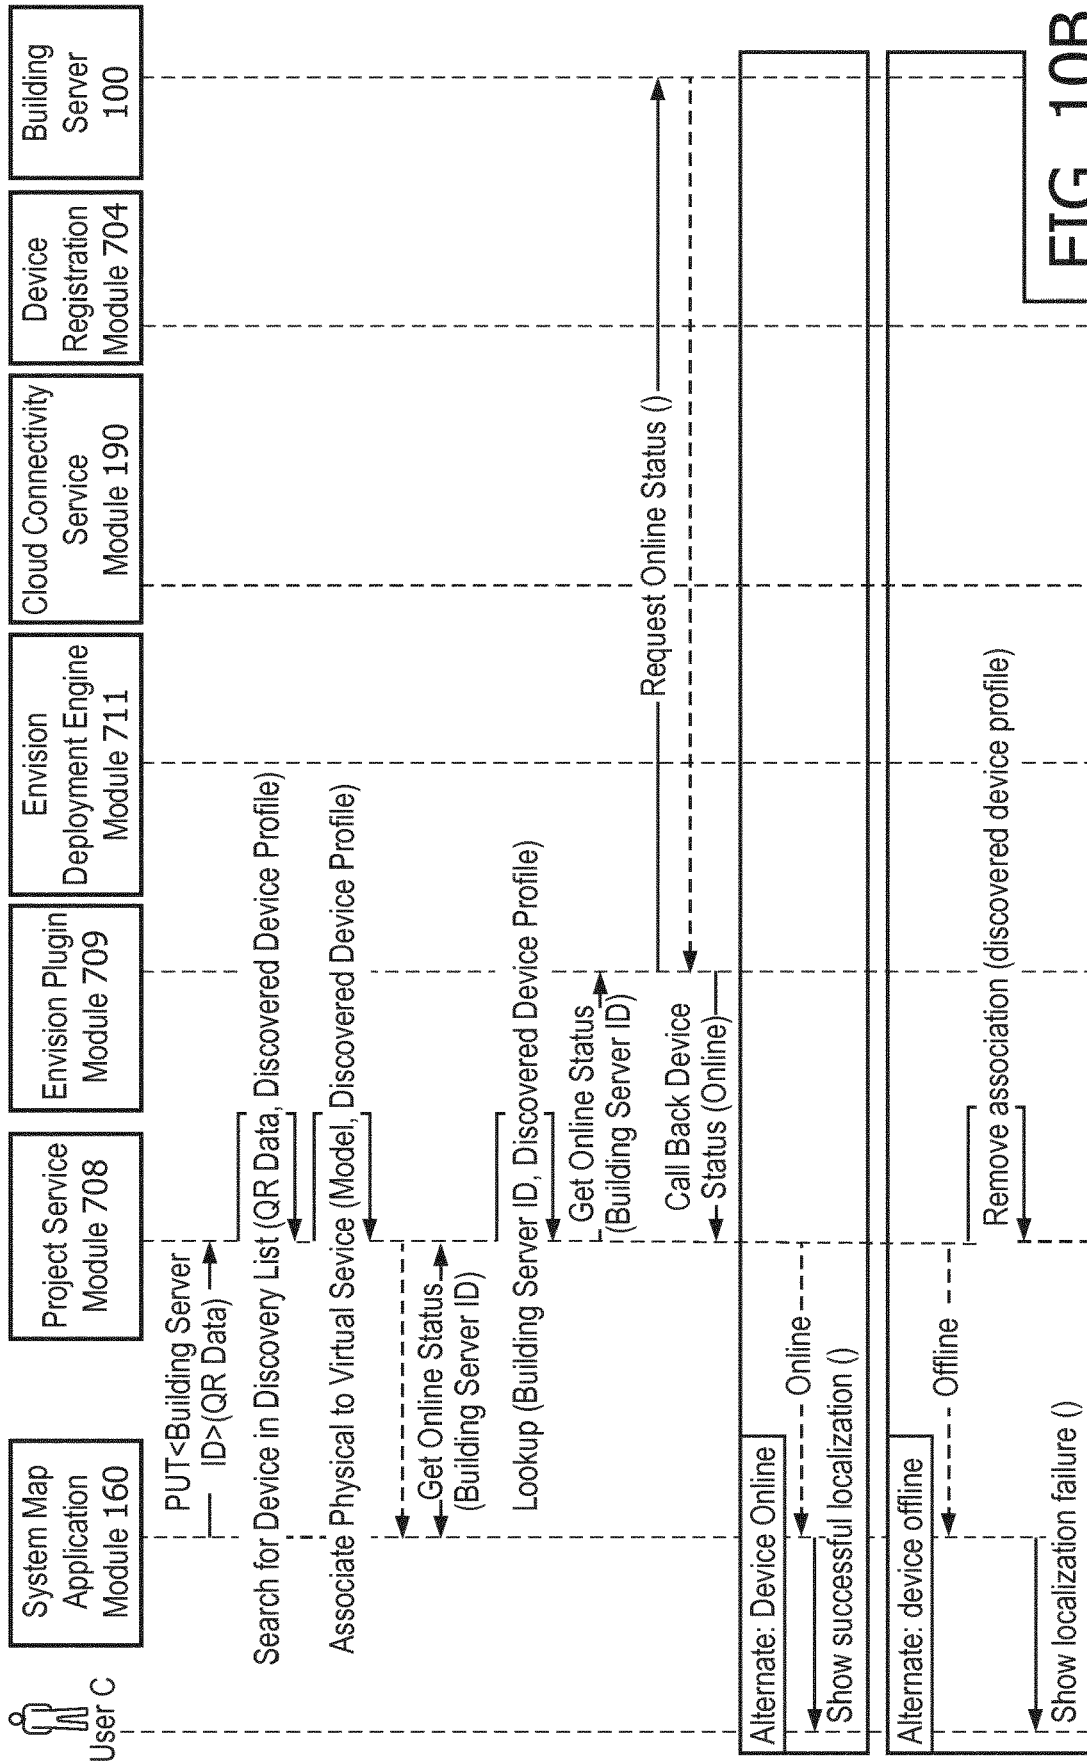 User C
System Map
Application
Module 160
Project Service
Module 708
Envision Plugin
Module 709
Envision
Deployment Engine
Module 711
Cloud Connectivity
Service
Module 190
Device
Registration
Module 704
Building
Server
100
PUT<Building Server
ID>(QR Data)
Search for Device in Discovery List (QR Data, Discovered Device Profile)
Associate Physical to Virtual Sevice (Model, Discovered Device Profile)
Get Online Status
(Building Server ID)
Lookup (Building Server ID, Discovered Device Profile)
Get Online Status
(Building Server ID)
Request Online Status ()
Call Back Device
Status (Online)
Alternate: Device Online
Online
Show successful localization ()
Alternate: device offline
Offline
Remove association (discovered device profile)
Show localization failure ()
FIG. 10B